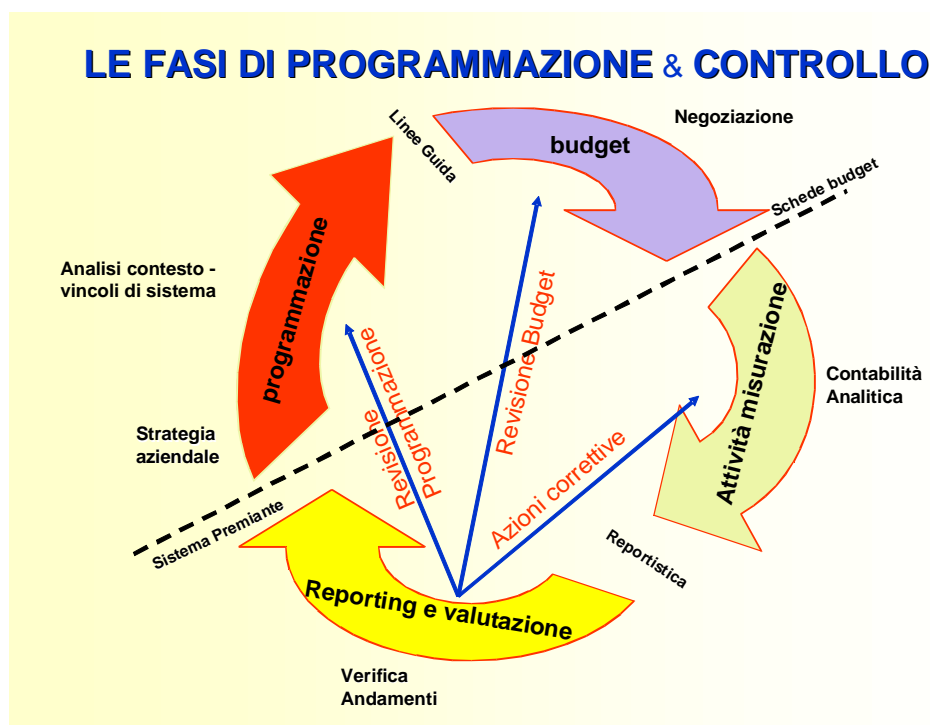 LE FASI DI PROGRAMMAZIONE & CONTROLLO
Linee Guida
budget
Negoziazione
Schede budget
programmazione
Analisi contesto -
vincoli di sistema
Revisione
Programmazione
Revisione Budget
Attività misurazione
Contabilità
Analitica
Strategia
aziendale
Azioni correttive
Sistema Premiante
Reportistica
Reporting e valutazione
Verifica
Andamenti